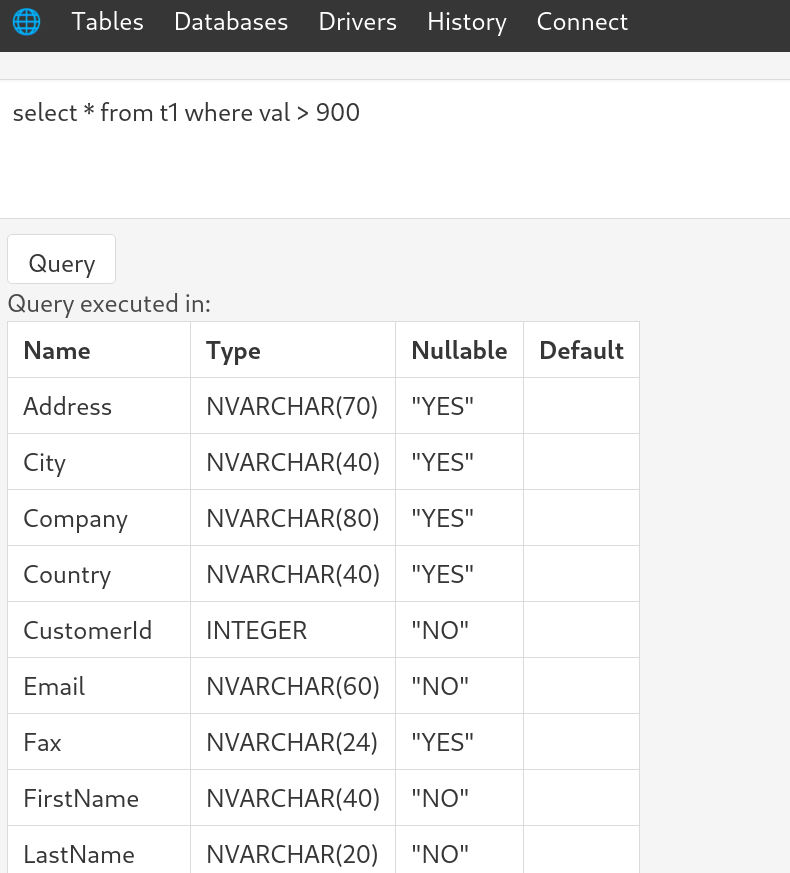 Tables Databases Drivers History Connect
select * from t1 where val > 900
Query
Query executed in:
Name Type Nullable Default
Address NVARCHAR(70) "YES"
City NVARCHAR(40) "YES"
Company NVARCHAR(80) "YES"
Country NVARCHAR(40) "YES"
CustomerId INTEGER "NO"
Email NVARCHAR(60) "NO"
Fax NVARCHAR(24) "YES"
FirstName NVARCHAR(40) "NO"
LastName NVARCHAR(20) "NO"